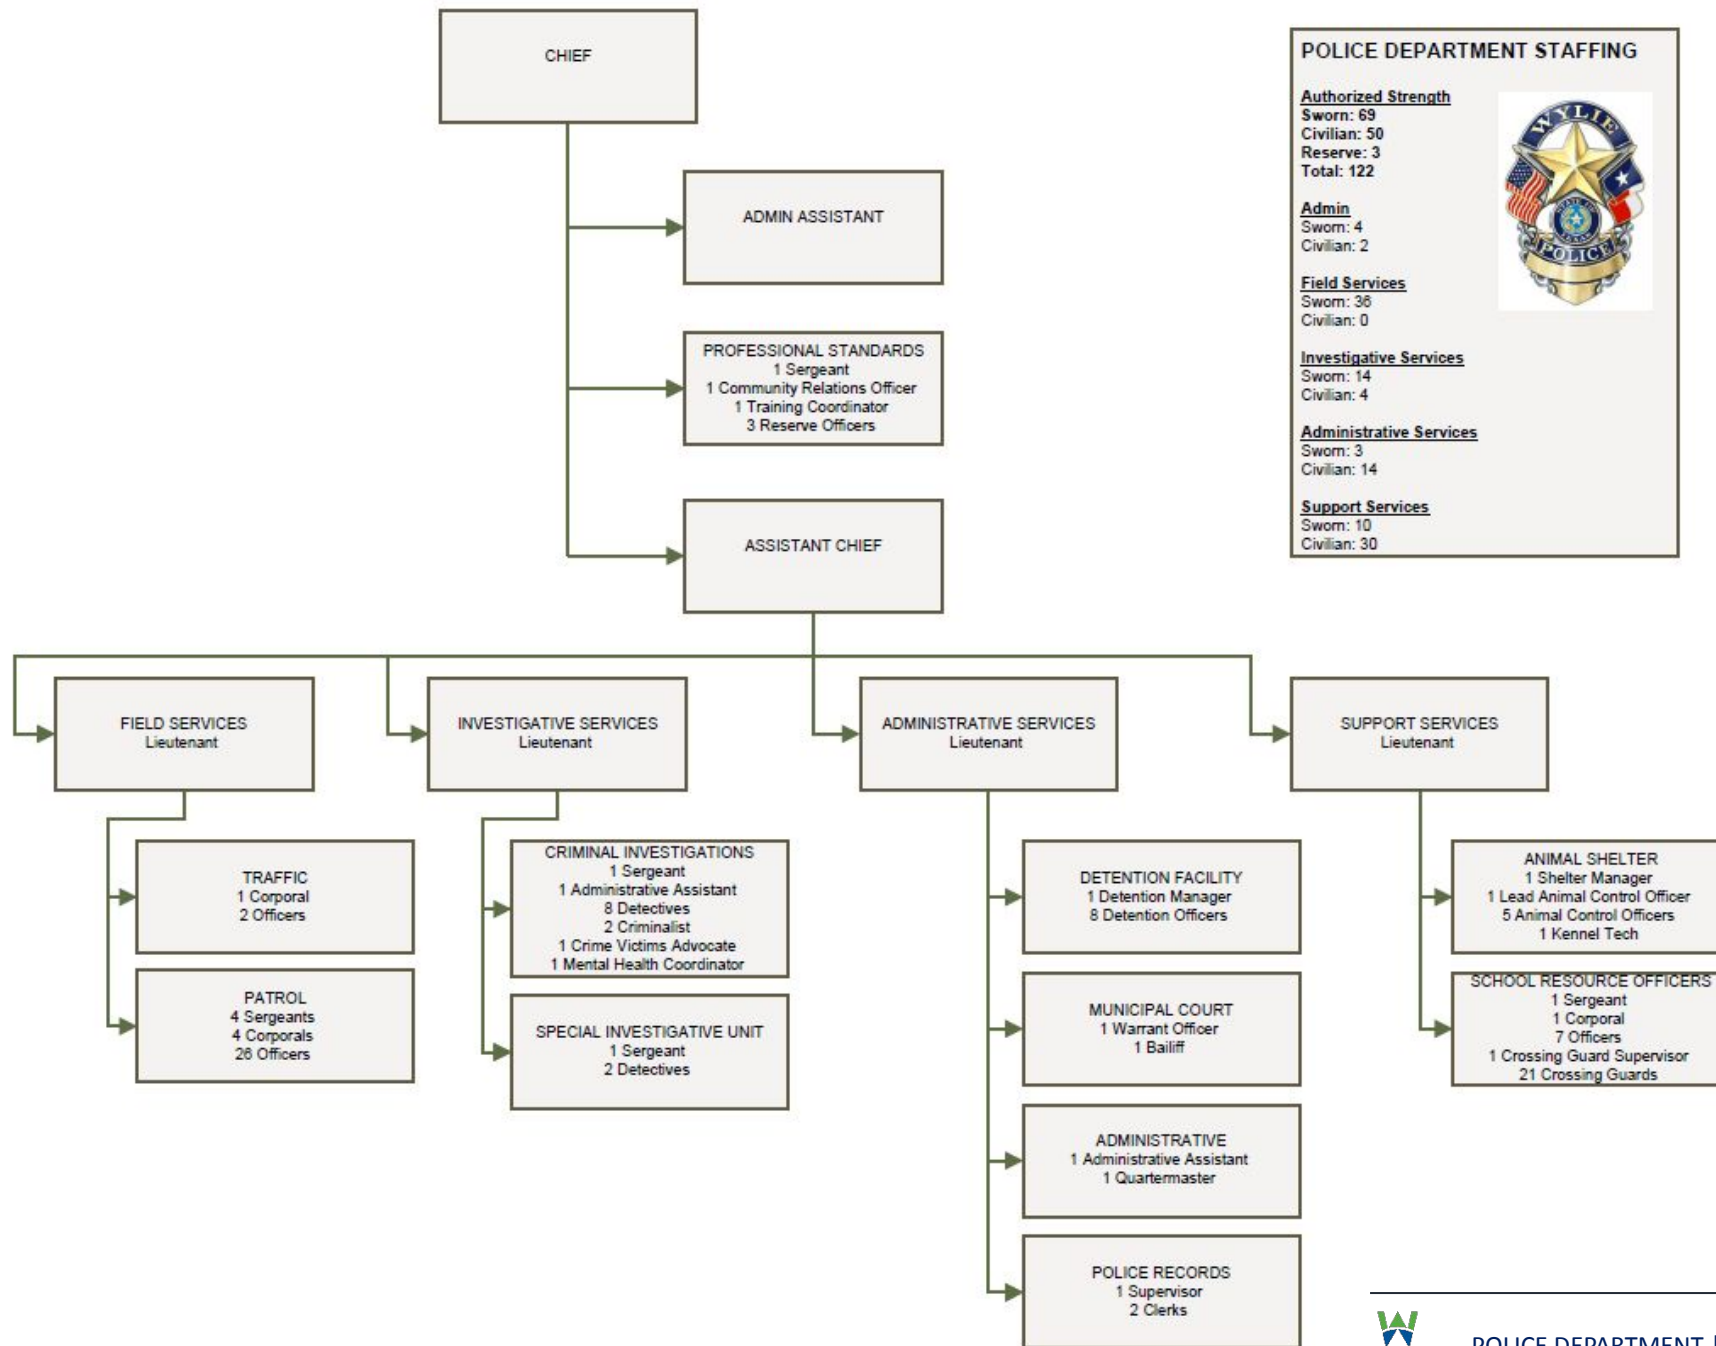 CHIEF
POLICE DEPARTMENT STAFFING
Authorized Strength
Sworn: 69
Civilian: 50
Reserve: 3
Total: 122
Admin
Sworn: 4
Civilian: 2
Field Services
Sworn: 36
Civilian: 0
Investigative Services
Sworn: 14
Civilian: 4
Administrative Services
Sworn: 3
Civilian: 14
Support Services
Sworn: 10
Civilian: 30
WYLIE
STATE OF
TEXAS
POLICE
ADMIN ASSISTANT
PROFESSIONAL STANDARDS
1 Sergeant
1 Community Relations Officer
1 Training Coordinator
3 Reserve Officers
ASSISTANT CHIEF
FIELD SERVICES
Lieutenant
INVESTIGATIVE SERVICES
Lieutenant
ADMINISTRATIVE SERVICES
Lieutenant
SUPPORT SERVICES
Lieutenant
TRAFFIC
1 Corporal
2 Officers
PATROL
4 Sergeants
4 Corporals
26 Officers
CRIMINAL INVESTIGATIONS
1 Sergeant
1 Administrative Assistant
8 Detectives
2 Criminalist
1 Crime Victims Advocate
1 Mental Health Coordinator
SPECIAL INVESTIGATIVE UNIT
1 Sergeant
2 Detectives
DETENTION FACILITY
1 Detention Manager
8 Detention Officers
MUNICIPAL COURT
1 Warrant Officer
1 Bailiff
ADMINISTRATIVE
1 Administrative Assistant
1 Quartermaster
POLICE RECORDS
1 Supervisor
2 Clerks
ANIMAL SHELTER
1 Shelter Manager
1 Lead Animal Control Officer
5 Animal Control Officers
1 Kennel Tech
SCHOOL RESOURCE OFFICERS
1 Sergeant
1 Corporal
7 Officers
1 Crossing Guard Supervisor
21 Crossing Guards
POLICE DEPARTMENT